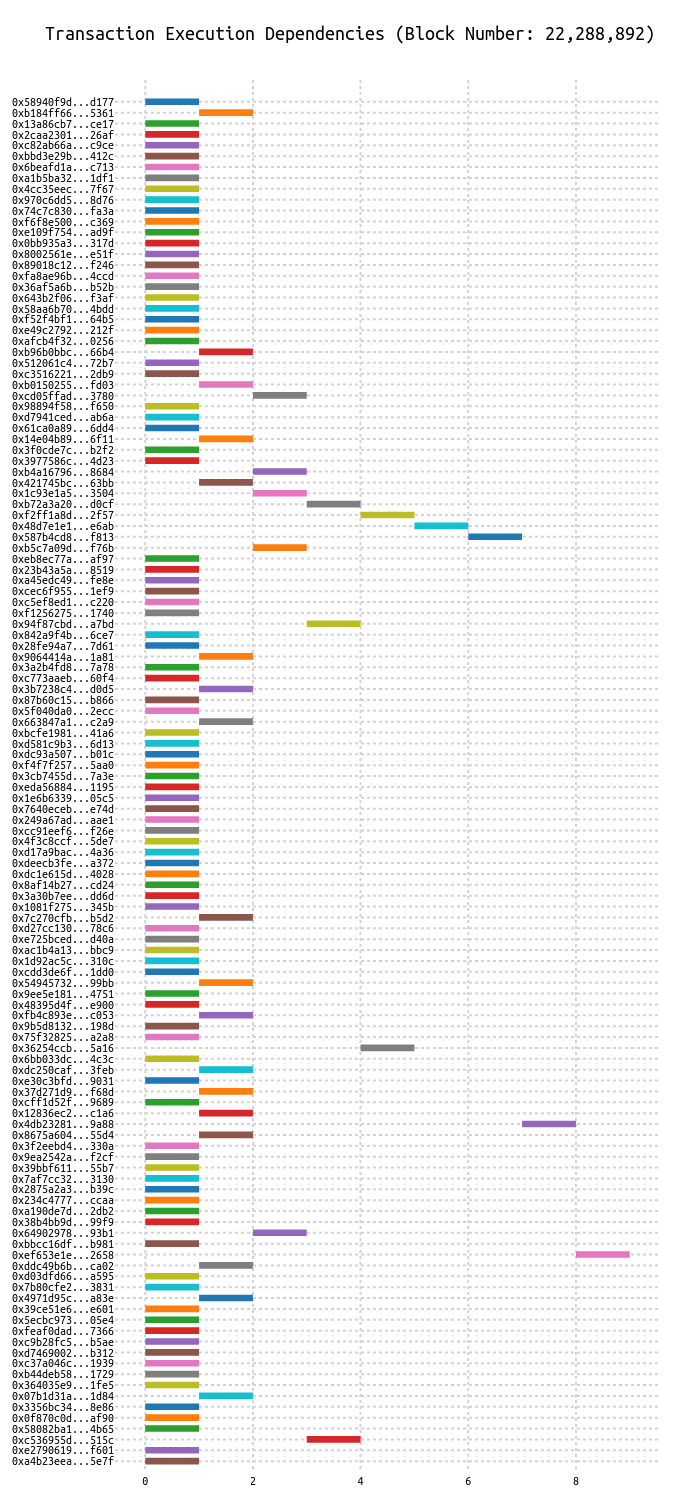 Transaction Execution Dependencies (Block Number: 22,288,892)
0x58940f9d...d177
0xb184ff66...5361
0x13a86cb7...ce17
0x2caa2301...26af
0xc82ab66a...c9ce
0xbbd3e29b...412c
0x6beafd1a...c713
0xa1b5ba32...1df1
0x4cc35eec...7f67
0x970c6dd5...8d76
0x74c7c830...fa3a
0xf6f8e500...c369
0xe109f754...ad9f
0x0bb935a3...317d
0x8002561e...e51f
0x89018c12...f246
0xfa8ae96b...4ccd
0x36af5a6b...b52b
0x643b2f06...f3af
0x58aa6b70...4bdd
0xf52f4bf1...64b5
0xe49c2792...212f
0xafcb4f32...0256
0xb96b0bbc...66b4
0x512061c4...72b7
0xc3516221...2db9
0xb0150255...fd03
0xcd05ffad...3780
0x98894f58...f650
0xd7941ced...ab6a
0x61ca0a89...6dd4
0x14e04b89...6f11
0x3f0cde7c...b2f2
0x3977586c...4d23
0xb4a16796...8684
0x421745bc...63bb
0x1c93e1a5...3504
0xb72a3a20...d0cf
0xf2ff1a8d...2f57
0x48d7e1e1...e6ab
0x587b4cd8...f813
0xb5c7a09d...f76b
0xeb8ec77a...af97
0x23b43a5a...8519
0xa45edc49...fe8e
0xcec6f955...1ef9
0xc5ef8ed1...c220
0xf1256275...1740
0x94f87cbd...a7bd
0x842a9f4b...6ce7
0x28fe94a7...7d61
0x9064414a...1a81
0x3a2b4fd8...7a78
0xc773aaeb...60f4
0x3b7238c4...d0d5
0x87b60c15...b866
0x5f040da0...2ecc
0x663847a1...c2a9
0xbcfe1981...41a6
0xd581c9b3...6d13
0xdc93a507...b01c
0xf4f7f257...5aa0
0x3cb7455d...7a3e
0xeda56884...1195
0x1e6b6339...05c5
0x7640eceb...e74d
0x249a67ad...aae1
0xcc91eef6...f26e
0x4f3c8ccf...5de7
0xd17a9bac...4a36
0xdeecb3fe...a372
0xdc1e615d...4028
0x8af14b27...cd24
0x3a30b7ee...dd6d
0x1081f275...345b
0x7c270cfb...b5d2
0xd27cc130...78c6
0xe725bced...d40a
0xac1b4a13...bbc9
0x1d92ac5c...310c
0xcdd3de6f...1dd0
0x54945732...99bb
0x9ee5e181...4751
0x48395d4f...e900
0xfb4c893e...c053
0x9b5d8132...198d
0x75f32825...a2a8
0x36254ccb...5a16
0x6bb033dc...4c3c
0xdc250caf...3feb
0xe30c3bfd...9031
0x37d271d9...f68d
0xcff1d52f...9689
0x12836ec2...c1a6
0x4db23281...9a88
0x8675a604...55d4
0x3f2eebd4...330a
0x9ea2542a...f2cf
0x39bbf611...55b7
0x7af7cc32...3130
0x2875a2a3...b39c
0x234c4777...ccaa
0xa190de7d...2db2
0x38b4bb9d...99f9
0x64902978...93b1
0xbbcc16df...b981
0xef653e1e...2658
0xddc49b6b...ca02
0xd03dfd66...a595
0x7b80cfe2...3831
0x4971d95c...a83e
0x39ce51e6...e601
0x5ecbc973...05e4
0xfeaf0dad...7366
0xc9b28fc5...b5ae
0xd7469002...b312
0xc37a046c...1939
0xb44deb58...1729
0x364035e9...1fe5
0x07b1d31a...1d84
0x3356bc34...8e86
0x0f870c0d...af90
0x58082ba1...4b65
0xc536955d...515c
0xe2790619...f601
0xa4b23eea...5e7f
0 2 4 6 8